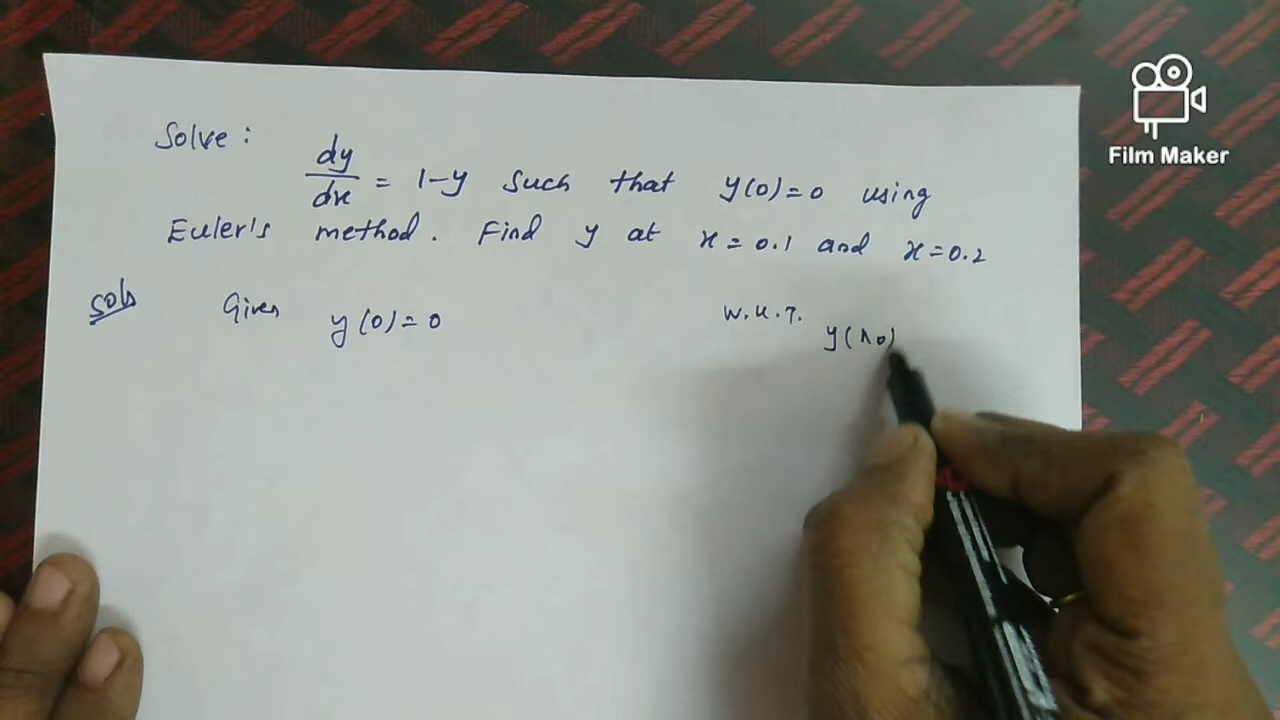 Solve:
dy/dx = 1-y such that y(0)=0 using
Euler's method. Find y at x=0.1 and x=0.2
Soln Given y(0)=0 W.K.T.
y(x0)
Film Maker